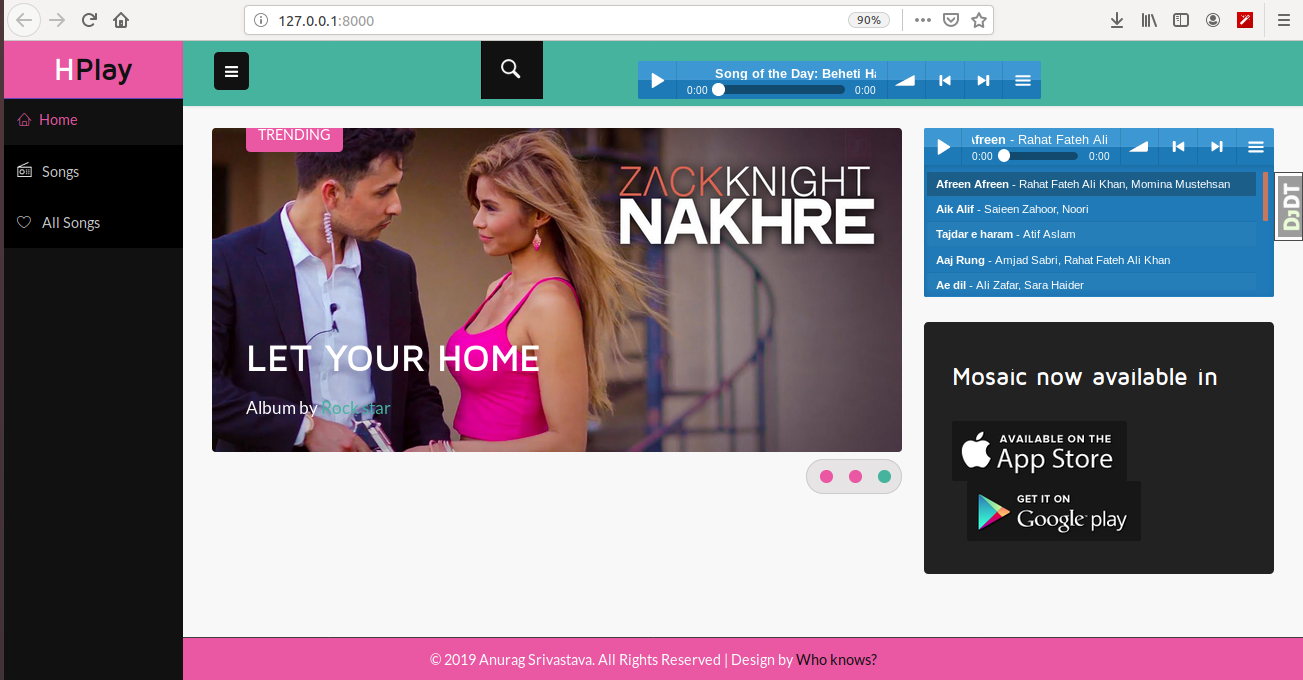 127.0.0.1:8000
90%
HPlay
Home
Songs
All Songs
Song of the Day: Beheti Ha
0:00
0:00
TRENDING
ZACKKNIGHT
NAKHRE
LET YOUR HOME
Album by Rock star
Afreen - Rahat Fateh Ali
0:00
0:00
Afreen Afreen - Rahat Fateh Ali Khan, Momina Mustehsan
Aik Alif - Saieen Zahoor, Noori
Tajdar e haram - Atif Aslam
Aaj Rung - Amjad Sabri, Rahat Fateh Ali Khan
Ae dil - Ali Zafar, Sara Haider
DjDT
Mosaic now available in
AVAILABLE ON THE
App Store
GET IT ON
Google play
© 2019 Anurag Srivastava. All Rights Reserved | Design by Who knows?